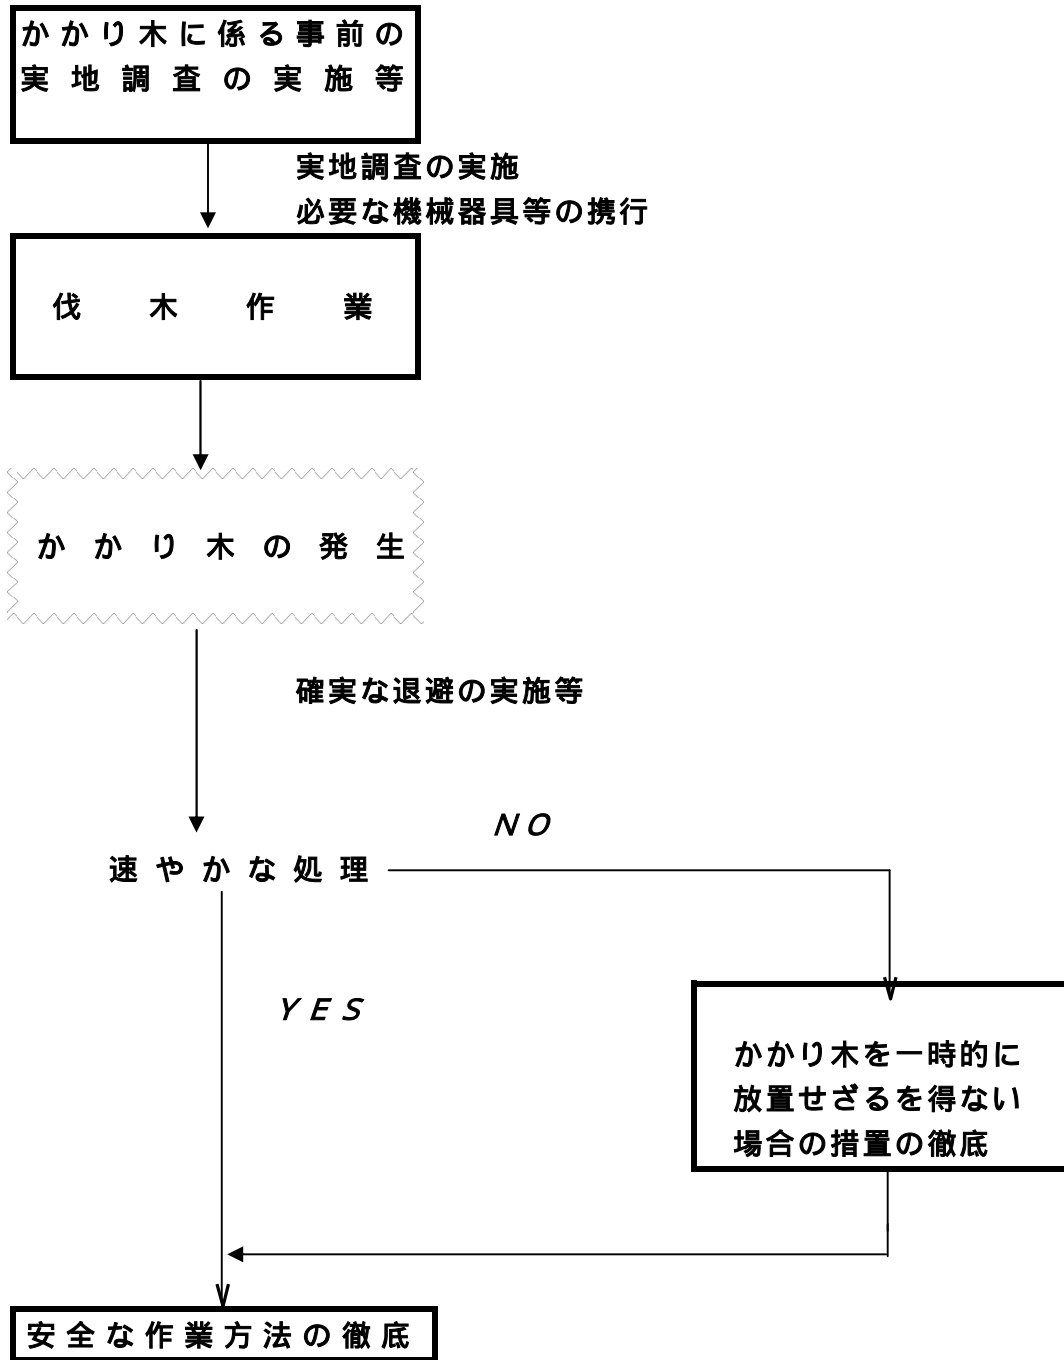 かかり木に係る事前の
実地調査の実施等
実地調査の実施
必要な機械器具等の携行
伐木作業
かかり木の発生
確実な退避の実施等
NO
速やかな処理
YES
かかり木を一時的に
放置せざるを得ない
場合の措置の徹底
安全な作業方法の徹底